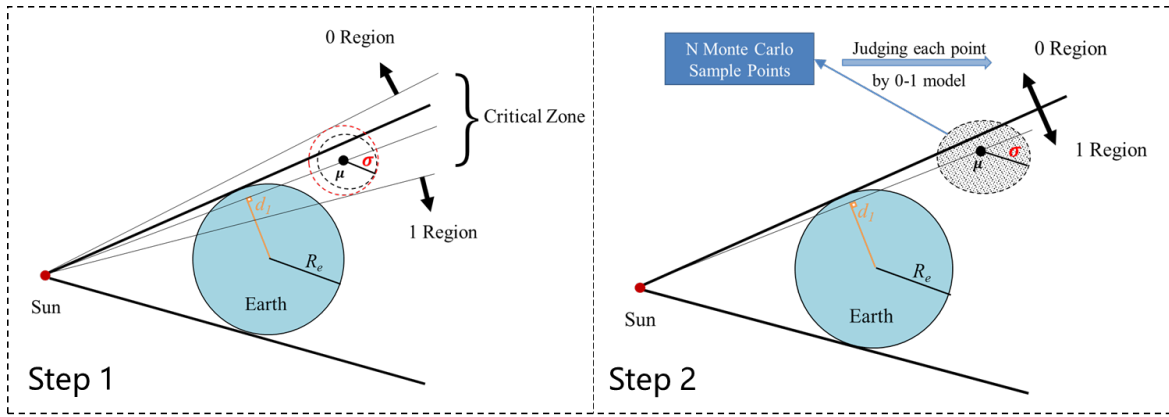 0 Region
Critical Zone
σ
μ
1 Region
d₁
Rₑ
Sun
Earth
Step 1
N Monte Carlo
Sample Points
Judging each point
by 0-1 model
0 Region
1 Region
σ
μ
d₁
Rₑ
Sun
Earth
Step 2